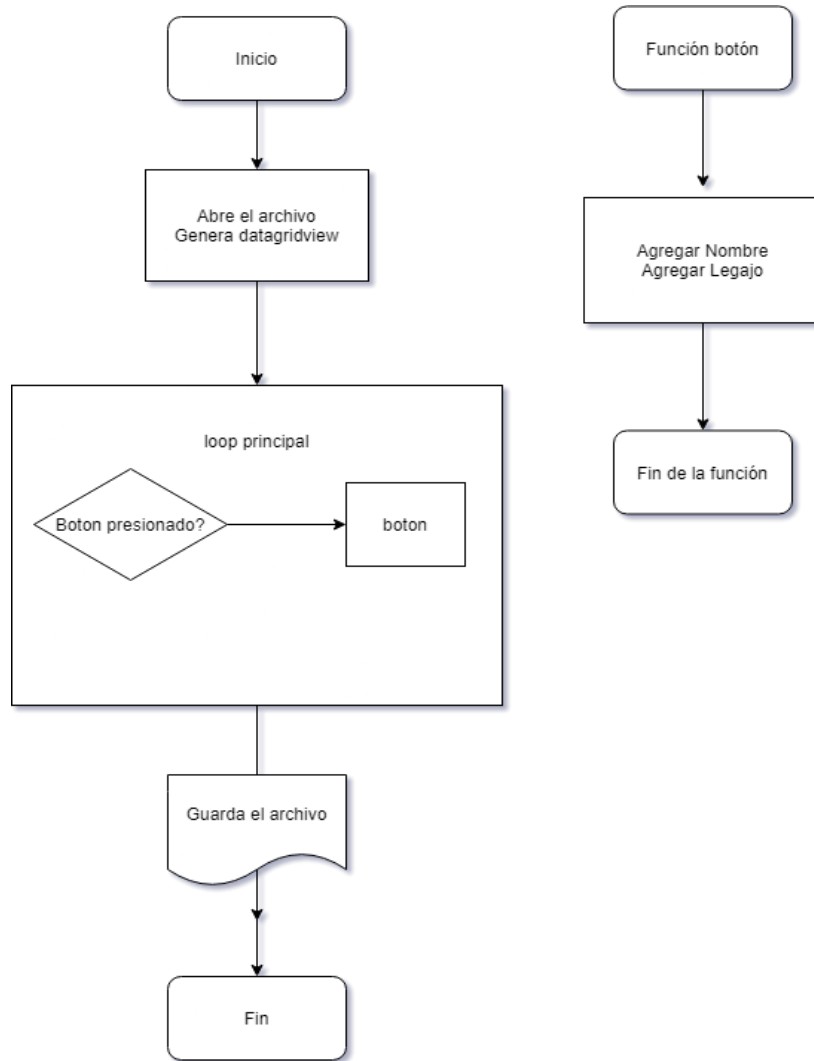 Inicio
Abre el archivo
Genera datagridview
loop principal
Boton presionado?
boton
Guarda el archivo
Fin
Función botón
Agregar Nombre
Agregar Legajo
Fin de la función